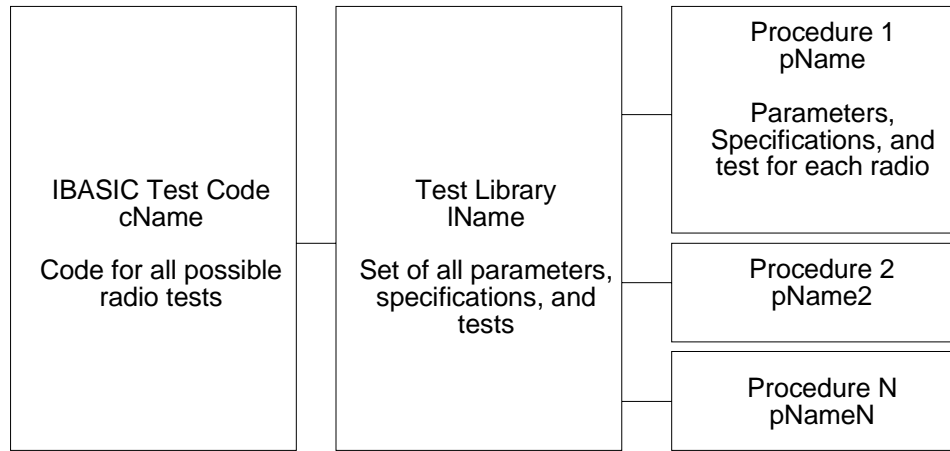 IBASIC Test Code
cName
Code for all possible
radio tests
Test Library
lName
Set of all parameters,
specifications, and
tests
Procedure 1
pName
Parameters,
Specifications, and
test for each radio
Procedure 2
pName2
Procedure N
pNameN